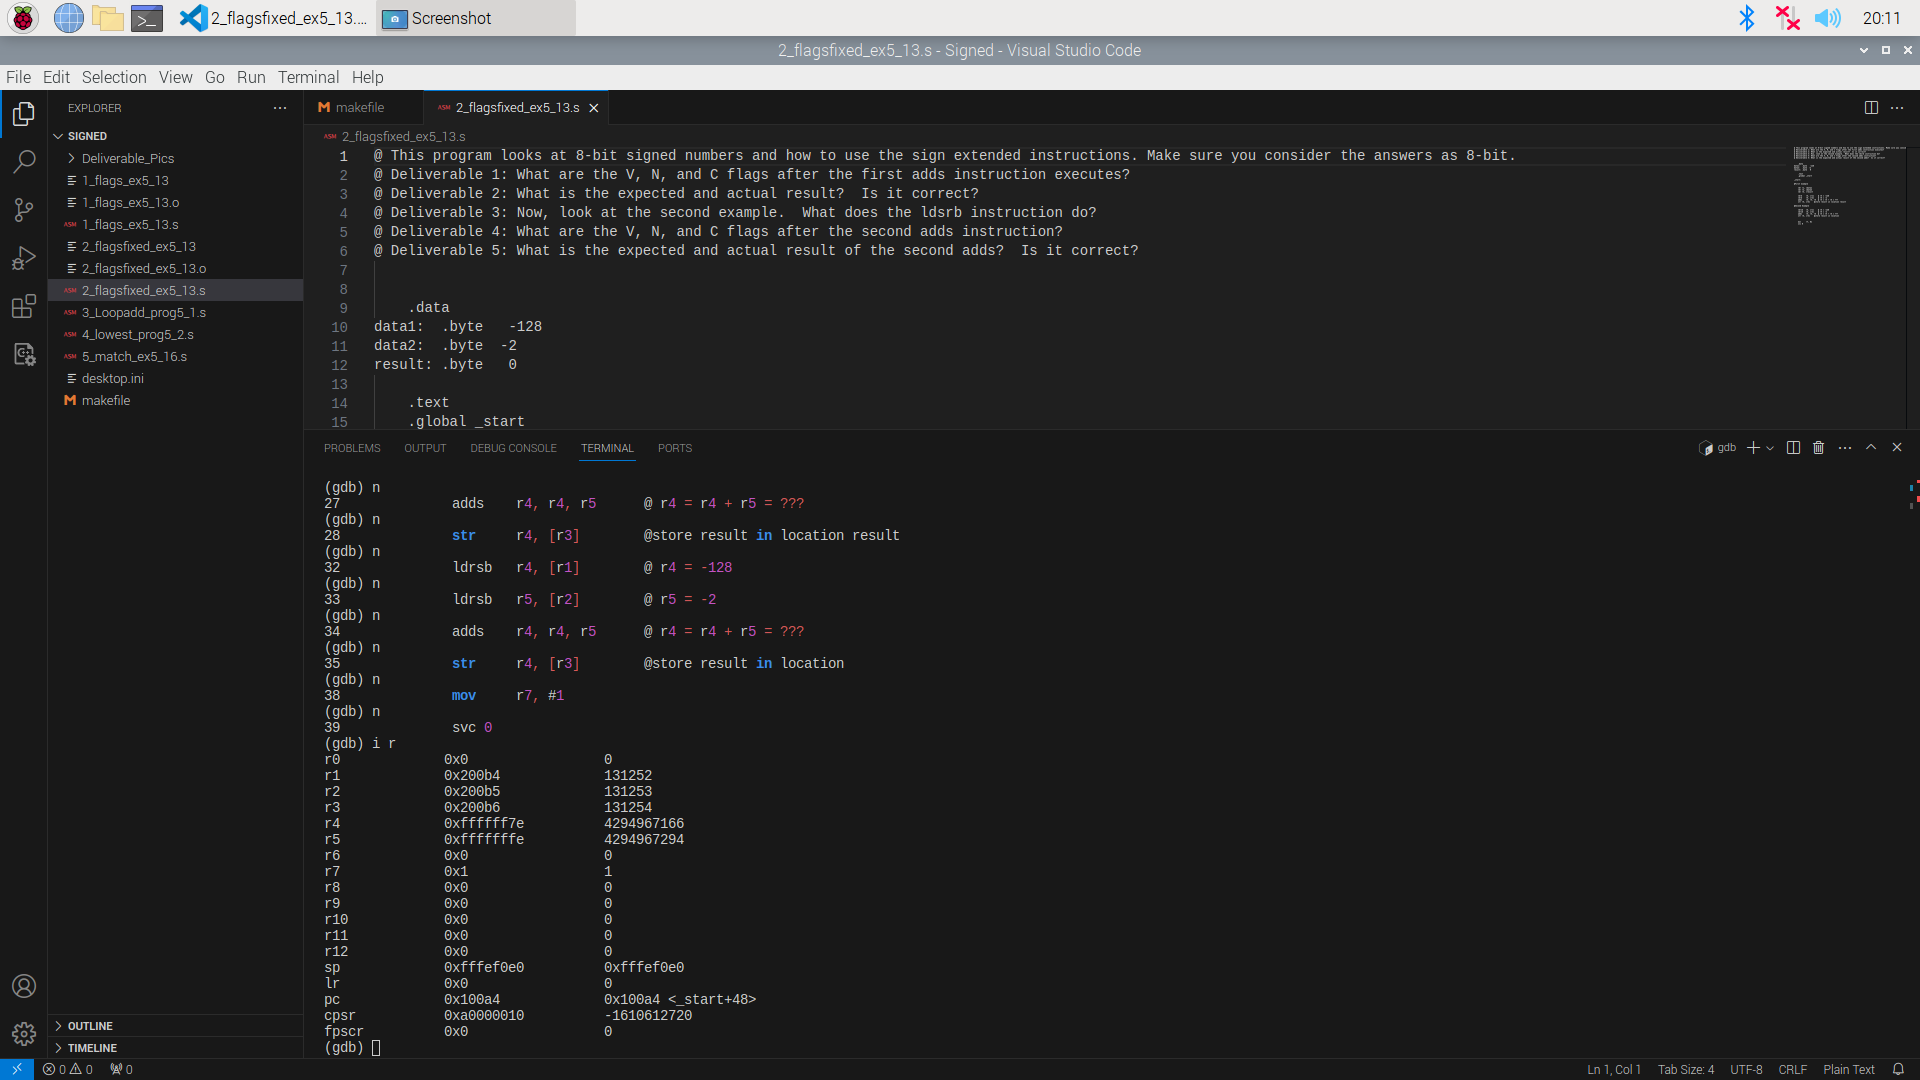 2_flagsfixed_ex5_13....
Screenshot
20:11
2_flagsfixed_ex5_13.s - Signed - Visual Studio Code
File Edit Selection View Go Run Terminal Help
EXPLORER
SIGNED
Deliverable_Pics
1_flags_ex5_13
1_flags_ex5_13.o
ASM 1_flags_ex5_13.s
2_flagsfixed_ex5_13
2_flagsfixed_ex5_13.o
ASM 2_flagsfixed_ex5_13.s
ASM 3_Loopadd_prog5_1.s
ASM 4_lowest_prog5_2.s
ASM 5_match_ex5_16.s
desktop.ini
M makefile
OUTLINE
TIMELINE
M makefile
ASM 2_flagsfixed_ex5_13.s
ASM 2_flagsfixed_ex5_13.s
1 @ This program looks at 8-bit signed numbers and how to use the sign extended instructions. Make sure you consider the answers as 8-bit.
2 @ Deliverable 1: What are the V, N, and C flags after the first adds instruction executes?
3 @ Deliverable 2: What is the expected and actual result?  Is it correct?
4 @ Deliverable 3: Now, look at the second example.  What does the ldsrb instruction do?
5 @ Deliverable 4: What are the V, N, and C flags after the second adds instruction?
6 @ Deliverable 5: What is the expected and actual result of the second adds?  Is it correct?
7
8
9 .data
10 data1:  .byte   -128
11 data2:  .byte  -2
12 result: .byte   0
13
14 .text
15 .global _start
PROBLEMS OUTPUT DEBUG CONSOLE TERMINAL PORTS
gdb
(gdb) n
27 adds r4, r4, r5 @ r4 = r4 + r5 = ???
(gdb) n
28 str r4, [r3] @store result in location result
(gdb) n
32 ldrsb r4, [r1] @ r4 = -128
(gdb) n
33 ldrsb r5, [r2] @ r5 = -2
(gdb) n
34 adds r4, r4, r5 @ r4 = r4 + r5 = ???
(gdb) n
35 str r4, [r3] @store result in location
(gdb) n
38 mov r7, #1
(gdb) n
39 svc 0
(gdb) i r
r0 0x0 0
r1 0x200b4 131252
r2 0x200b5 131253
r3 0x200b6 131254
r4 0xffffff7e 4294967166
r5 0xfffffffe 4294967294
r6 0x0 0
r7 0x1 1
r8 0x0 0
r9 0x0 0
r10 0x0 0
r11 0x0 0
r12 0x0 0
sp 0xfffef0e0 0xfffef0e0
lr 0x0 0
pc 0x100a4 0x100a4 <_start+48>
cpsr 0xa0000010 -1610612720
fpscr 0x0 0
(gdb)
0 0 0
Ln 1, Col 1 Tab Size: 4 UTF-8 CRLF Plain Text